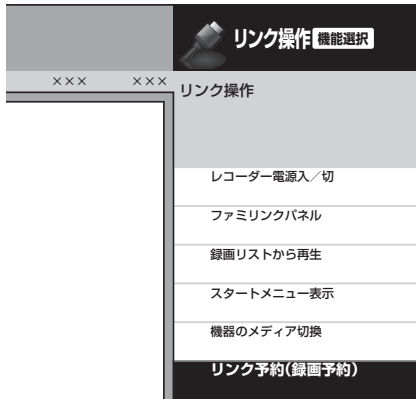 リンク操作 機能選択
××× ×××
リンク操作
レコーダー電源入／切
ファミリンクパネル
録画リストから再生
スタートメニュー表示
機器のメディア切換
リンク予約(録画予約)